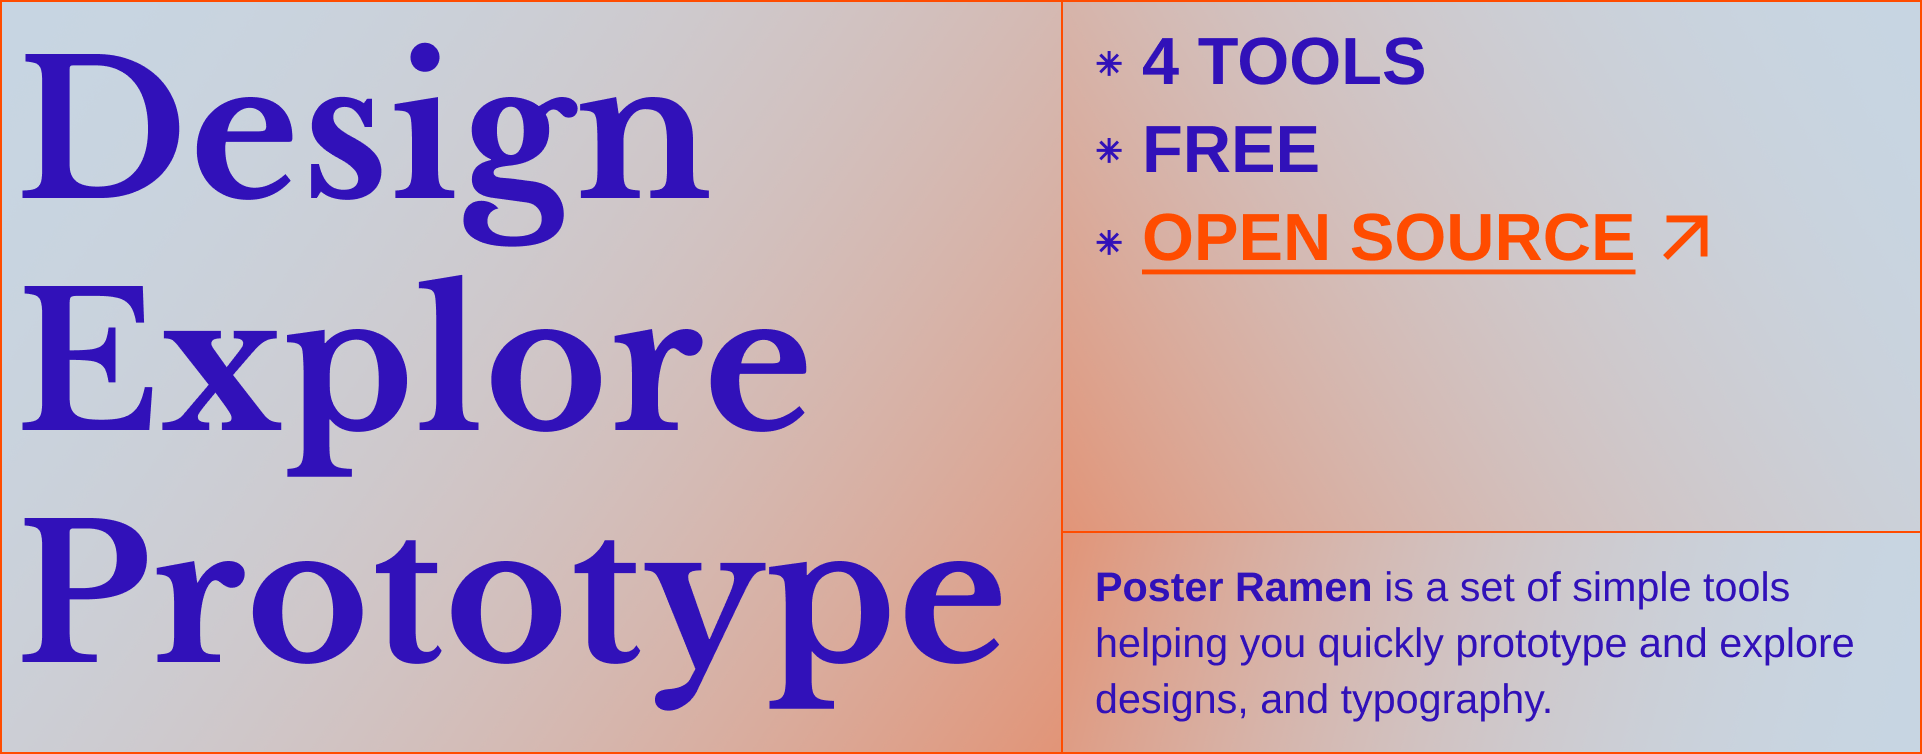 Design
Explore
Prototype
4 TOOLS
FREE
OPEN SOURCE
Poster Ramen is a set of simple tools
helping you quickly prototype and explore
designs, and typography.